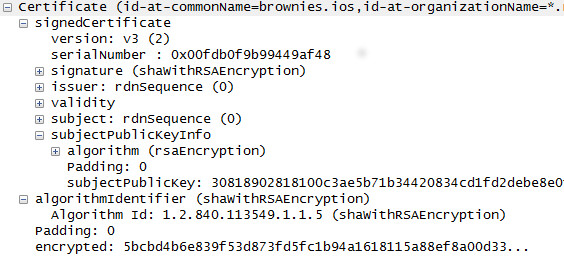 Certificate (id-at-commonName=brownies.ios,id-at-organizationName=*.
signedCertificate
version: v3 (2)
serialNumber : 0x00fdb0f9b99449af48
signature (shaWithRSAEncryption)
issuer: rdnSequence (0)
validity
subject: rdnSequence (0)
subjectPublicKeyInfo
algorithm (rsaEncryption)
Padding: 0
subjectPublicKey: 30818902818100c3ae5b71b34420834cd1fd2debe8e0
algorithmIdentifier (shaWithRSAEncryption)
Algorithm Id: 1.2.840.113549.1.1.5 (shaWithRSAEncryption)
Padding: 0
encrypted: 5bcbd4b6e839f53d873fd5fc1b94a1618115a88ef8a00d33...